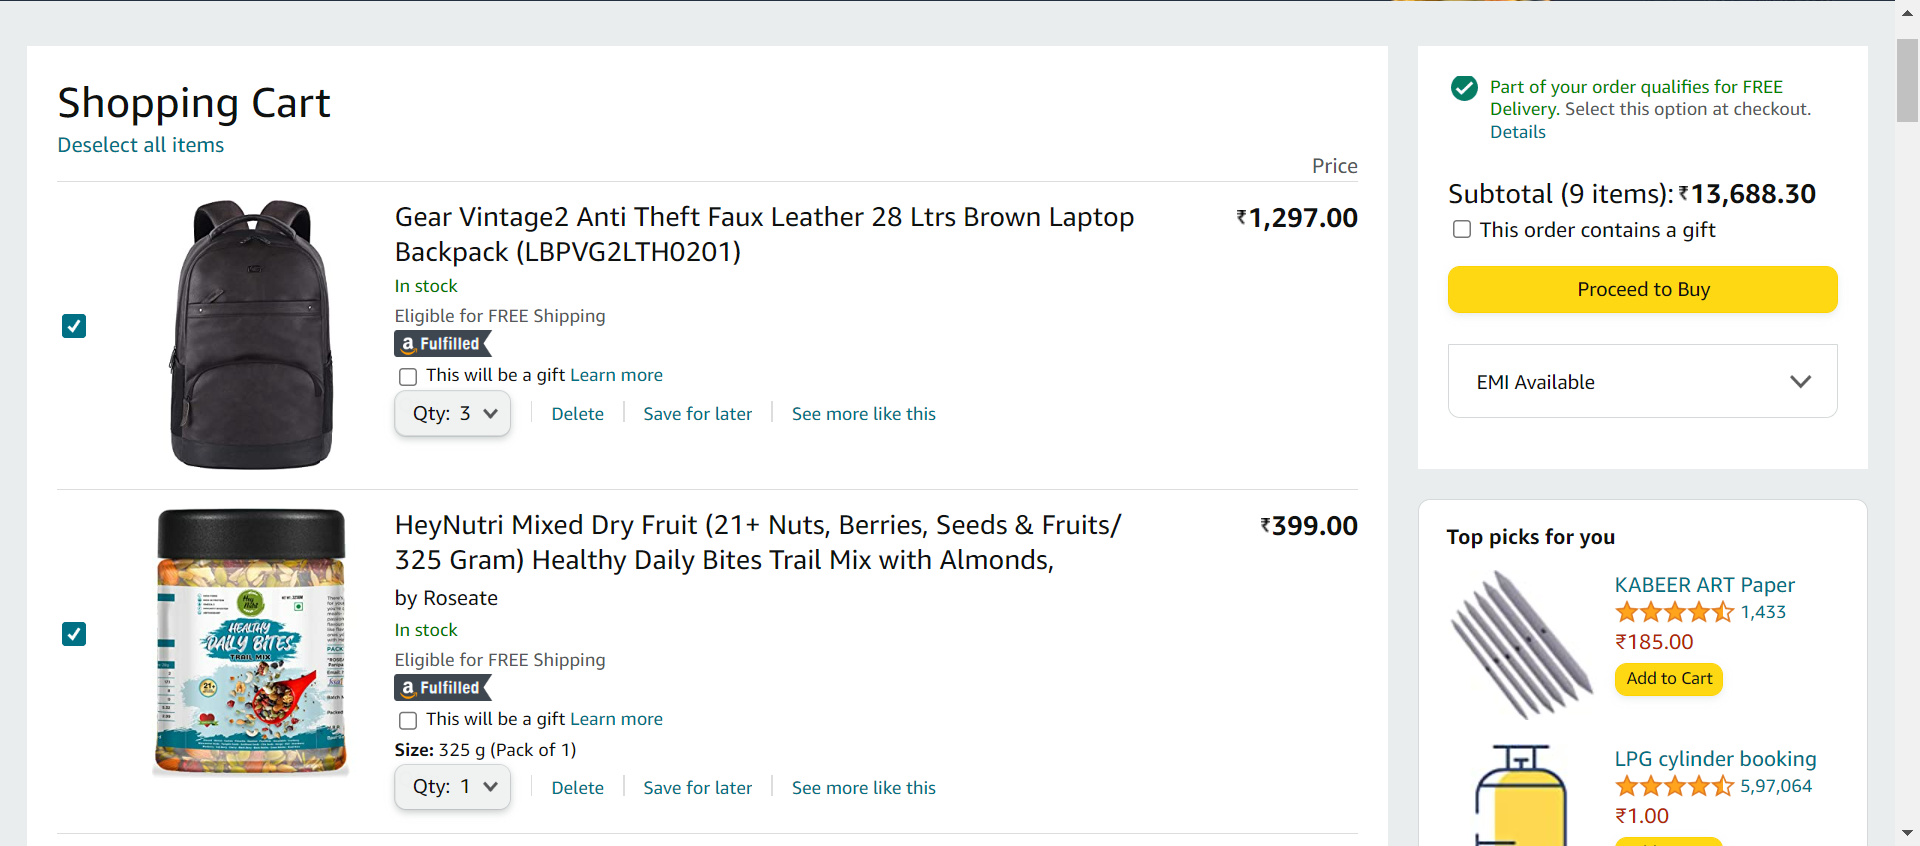 Shopping Cart
Deselect all items
Price
Gear Vintage2 Anti Theft Faux Leather 28 Ltrs Brown Laptop
Backpack (LBPVG2LTH0201)
₹1,297.00
In stock
Eligible for FREE Shipping
a Fulfilled
This will be a gift Learn more
Qty: 3
Delete
Save for later
See more like this
HeyNutri Mixed Dry Fruit (21+ Nuts, Berries, Seeds & Fruits/
325 Gram) Healthy Daily Bites Trail Mix with Almonds,
₹399.00
by Roseate
In stock
Eligible for FREE Shipping
a Fulfilled
This will be a gift Learn more
Size: 325 g (Pack of 1)
Qty: 1
Delete
Save for later
See more like this
HEALTHY
DAILY BITES
TRAIL MIX
21+
Part of your order qualifies for FREE
Delivery. Select this option at checkout.
Details
Subtotal (9 items): ₹13,688.30
This order contains a gift
Proceed to Buy
EMI Available
Top picks for you
KABEER ART Paper
1,433
₹185.00
Add to Cart
LPG cylinder booking
5,97,064
₹1.00